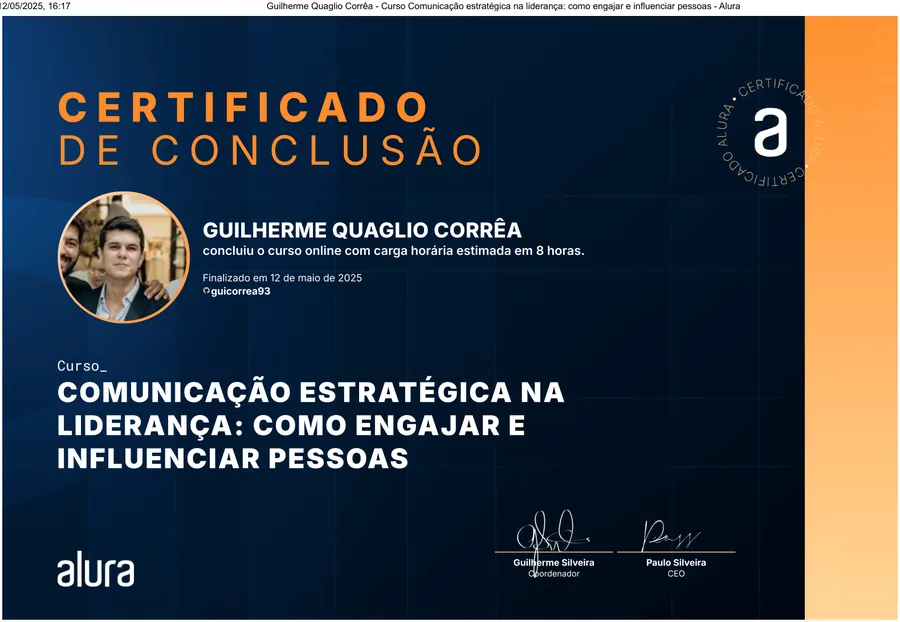 12/05/2025, 16:17
Guilherme Quaglio Corrêa - Curso Comunicação estratégica na liderança: como engajar e influenciar pessoas - Alura
CERTIFICADO
DE CONCLUSÃO
CERTIFICADO ALURA • CERTIFICADO ALURA •
a
GUILHERME QUAGLIO CORRÊA
concluiu o curso online com carga horária estimada em 8 horas.
Finalizado em 12 de maio de 2025
guicorrea93
Curso_
COMUNICAÇÃO ESTRATÉGICA NA
LIDERANÇA: COMO ENGAJAR E
INFLUENCIAR PESSOAS
alura
Guilherme Silveira
Coordenador
Paulo Silveira
CEO